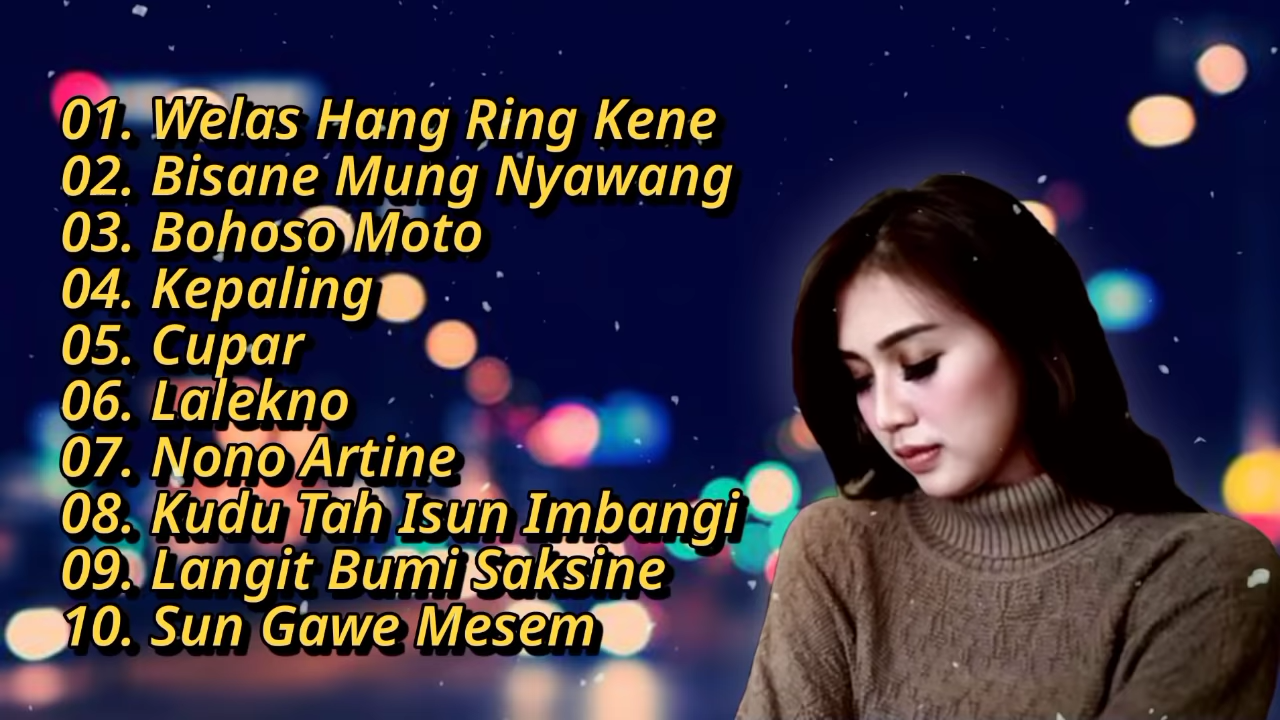 01. Welas Hang Ring Kene
02. Bisane Mung Nyawang
03. Bohoso Moto
04. Kepaling
05. Cupar
06. Lalekno
07. Nono Artine
08. Kudu Tah Isun Imbangi
09. Langit Bumi Saksine
10. Sun Gawe Mesem